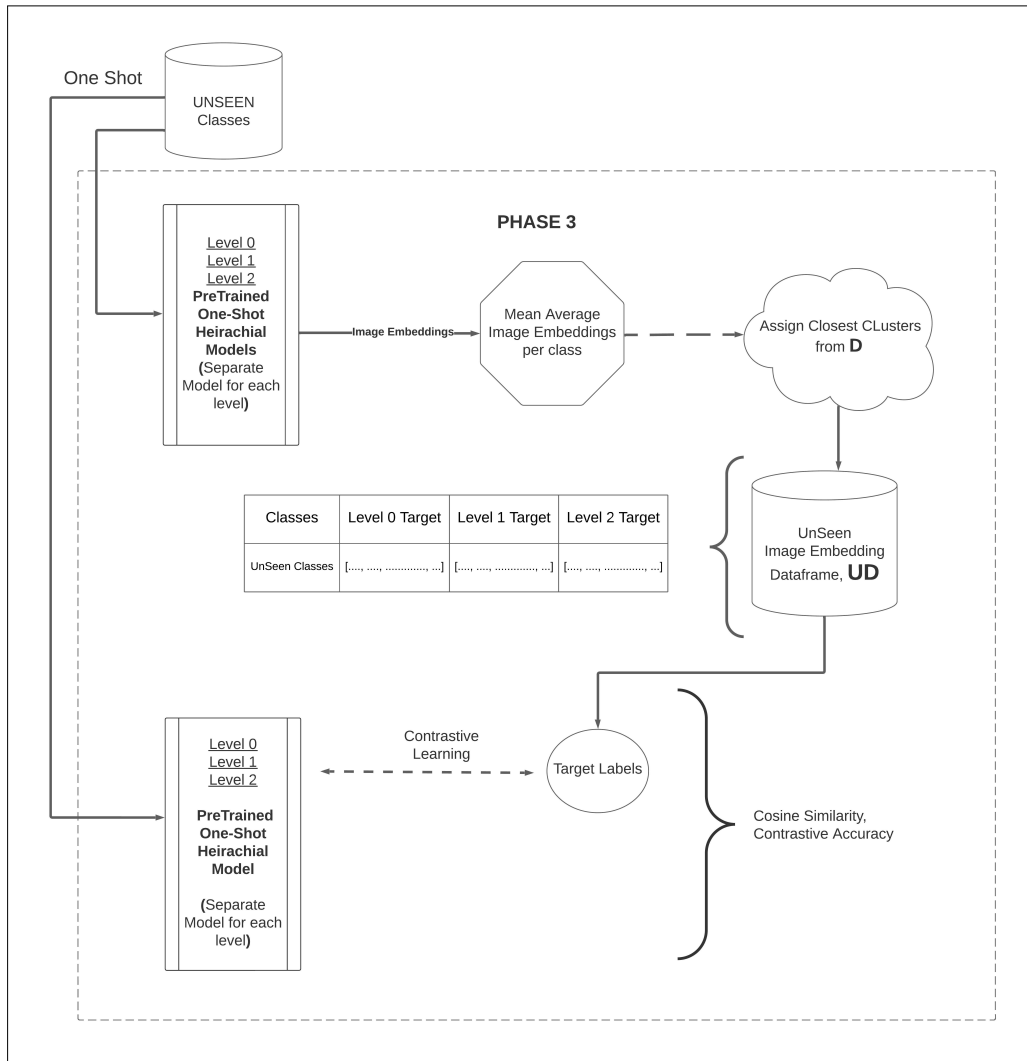 One Shot
UNSEEN
Classes
PHASE 3
Level 0
Level 1
Level 2
PreTrained
One-Shot
Heirachial
Models
(Separate
Model for each
level)
Image Embeddings
Mean Average
Image Embeddings
per class
Assign Closest CLusters
from D
Classes Level 0 Target Level 1 Target Level 2 Target
UnSeen Classes [...., ...., ............., ...] [...., ...., ............., ...] [...., ...., ............., ...]
UnSeen
Image Embedding
Dataframe, UD
Level 0
Level 1
Level 2
PreTrained
One-Shot
Heirachial
Model
(Separate
Model for each
level)
Contrastive
Learning
Target Labels
Cosine Similarity,
Contrastive Accuracy